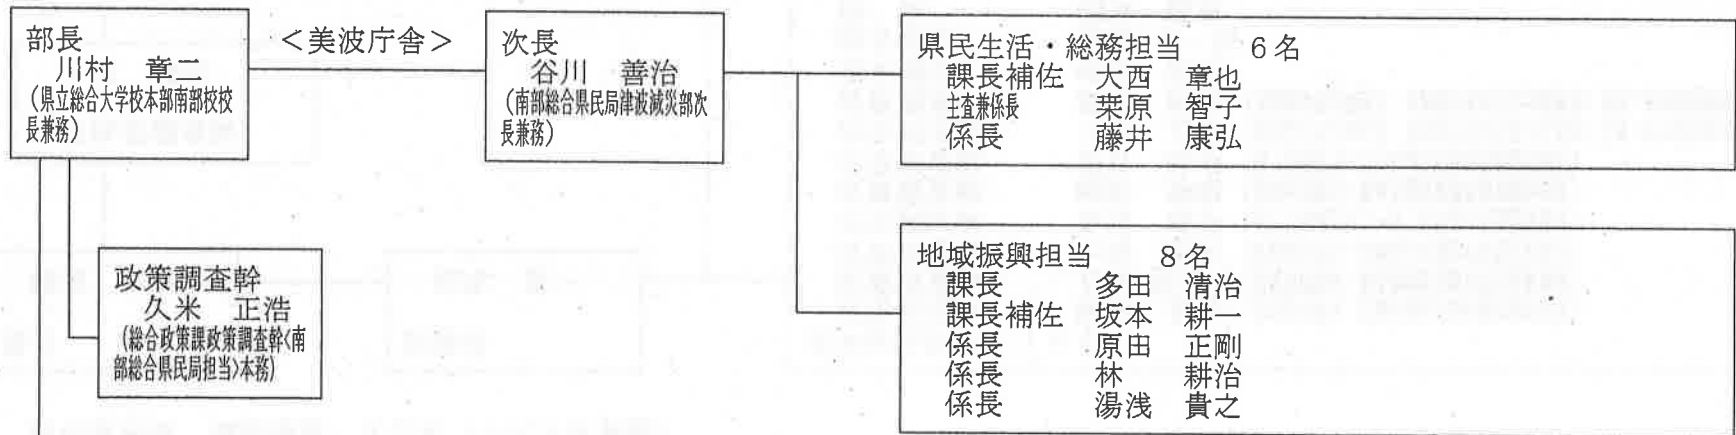 部長
川村　章二
（県立総合大学校本部南部校校
長兼務）
＜美波庁舎＞
次長
谷川　善治
（南部総合県民局津波減災部次
長兼務）
県民生活・総務担当　　6名
課長補佐　大西　章也
主査兼係長　栞原　智子
係長　藤井　康弘
政策調査幹
久米　正浩
（総合政策課政策調査幹<南
部総合県民局担当>本務）
地域振興担当　　8名
課長　多田　清治
課長補佐　坂本　耕一
係長　原田　正剛
係長　林　耕治
係長　湯浅　貴之